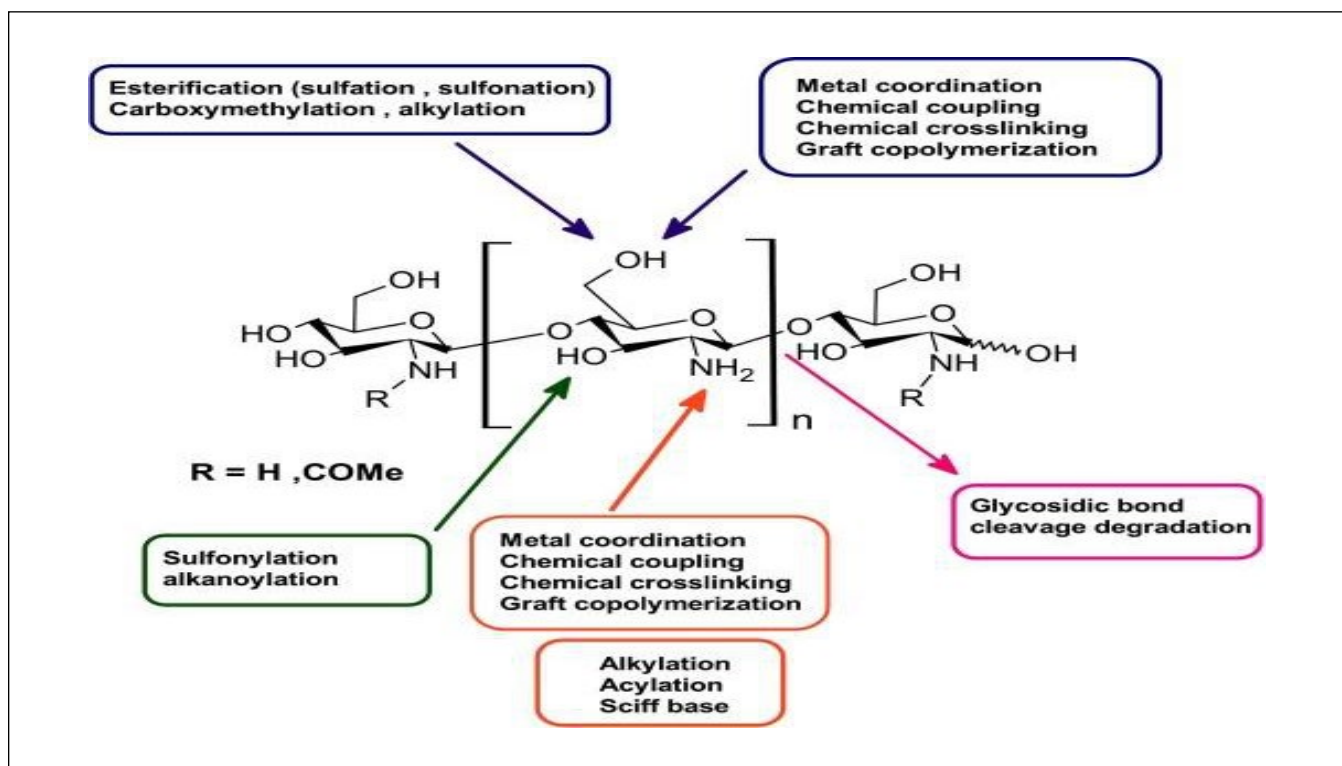 Esterification (sulfation , sulfonation)
Carboxymethylation , alkylation
Metal coordination
Chemical coupling
Chemical crosslinking
Graft copolymerization
OH
OH
OH
HO
O
O
O
O
O
HO
HO
NH
NH2
HO
NH
OH
R
R
n
R = H ,COMe
Glycosidic bond
cleavage degradation
Sulfonylation
alkanoylation
Metal coordination
Chemical coupling
Chemical crosslinking
Graft copolymerization
Alkylation
Acylation
Sciff base